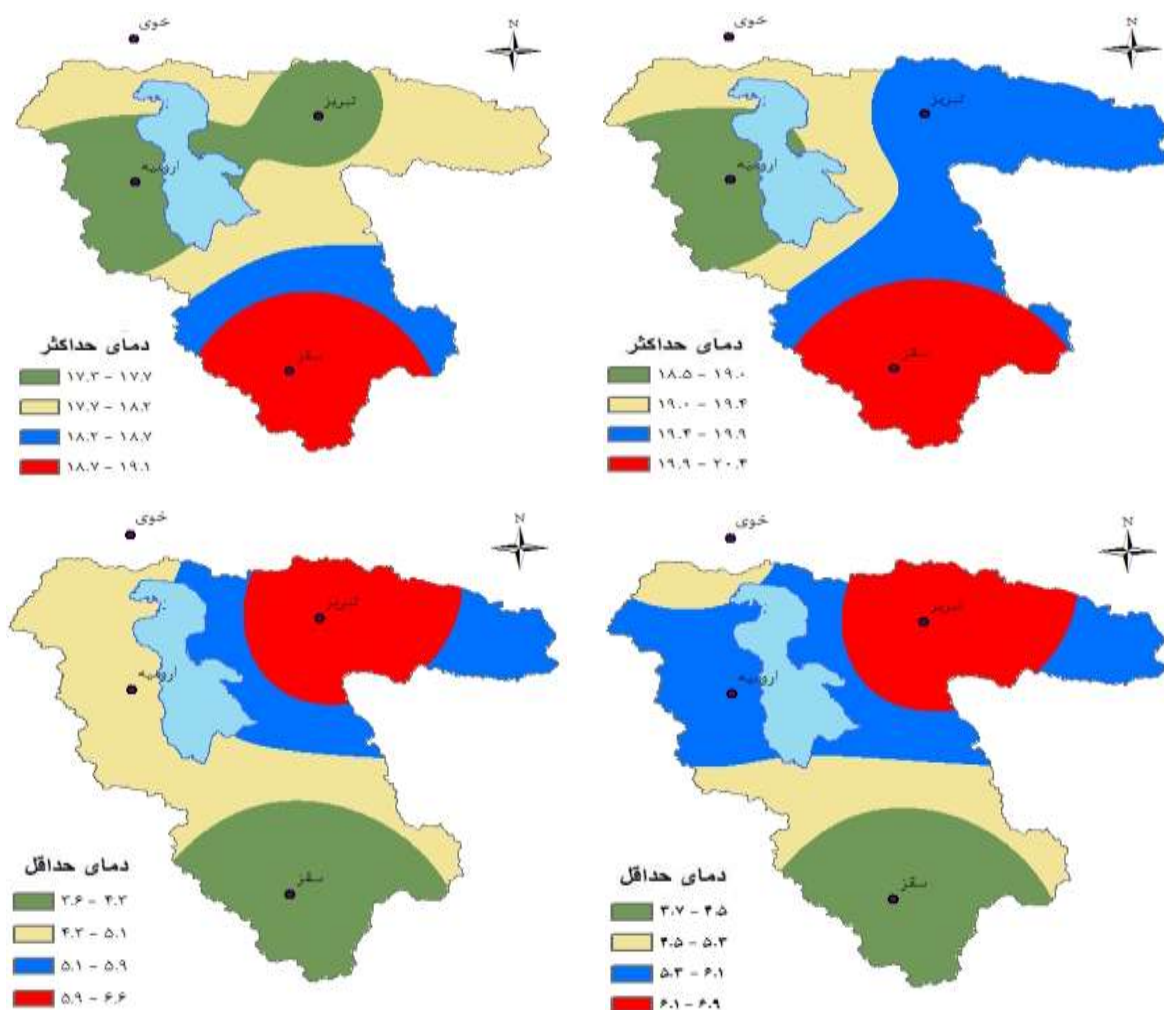 خوی
N
تبریز
ارومیه
سقز
دمای حداکثر
۱۷.۳ - ۱۷.۷
۱۷.۷ - ۱۸.۲
۱۸.۲ - ۱۸.۷
۱۸.۷ - ۱۹.۱
خوی
N
تبریز
ارومیه
سقز
دمای حداکثر
۱۸.۵ - ۱۹.۰
۱۹.۰ - ۱۹.۴
۱۹.۴ - ۱۹.۹
۱۹.۹ - ۲۰.۴
خوی
N
تبریز
ارومیه
سقز
دمای حداقل
۳.۶ - ۴.۳
۴.۳ - ۵.۱
۵.۱ - ۵.۹
۵.۹ - ۶.۶
خوی
N
تبریز
ارومیه
سقز
دمای حداقل
۳.۷ - ۴.۵
۴.۵ - ۵.۳
۵.۳ - ۶.۱
۶.۱ - ۶.۹